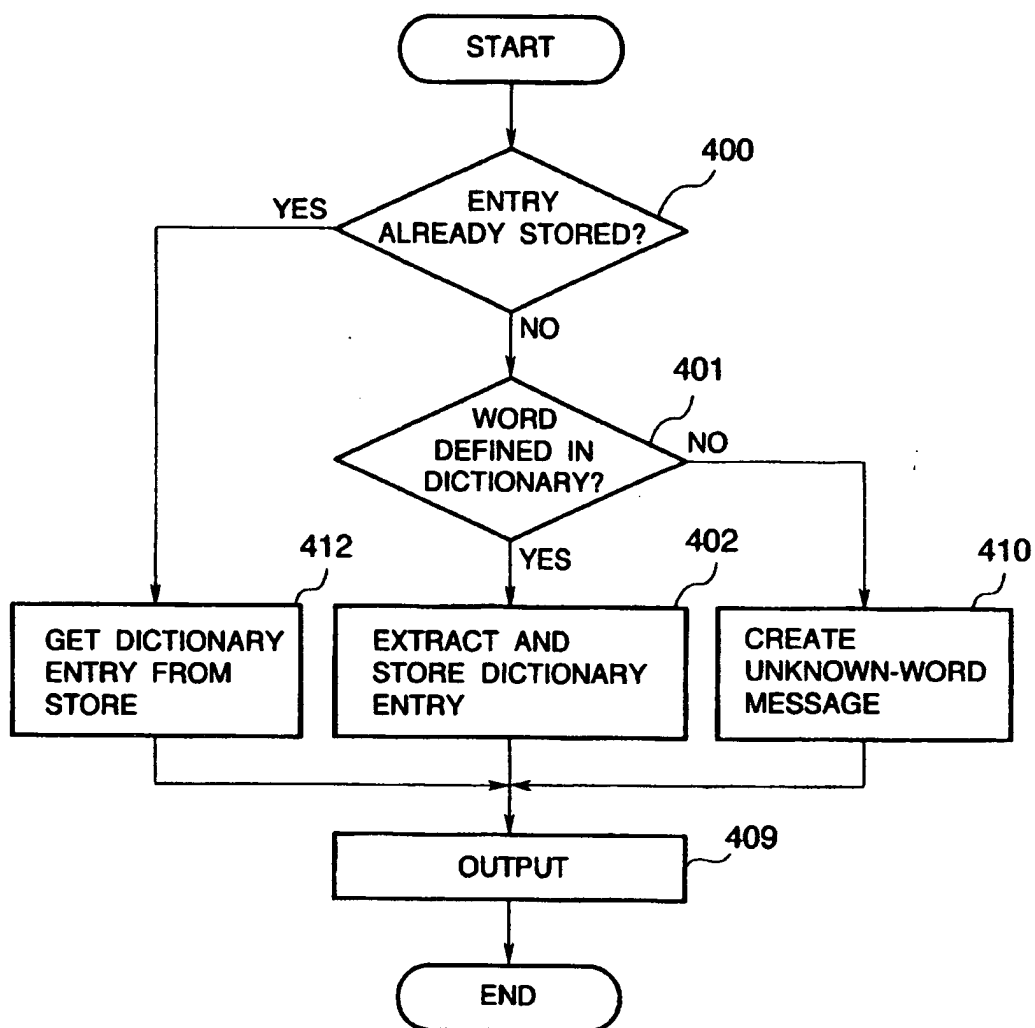 START
400
ENTRY
ALREADY STORED?
YES
NO
401
WORD
DEFINED IN
DICTIONARY?
NO
YES
412
GET DICTIONARY
ENTRY FROM
STORE
402
EXTRACT AND
STORE DICTIONARY
ENTRY
410
CREATE
UNKNOWN-WORD
MESSAGE
409
OUTPUT
END